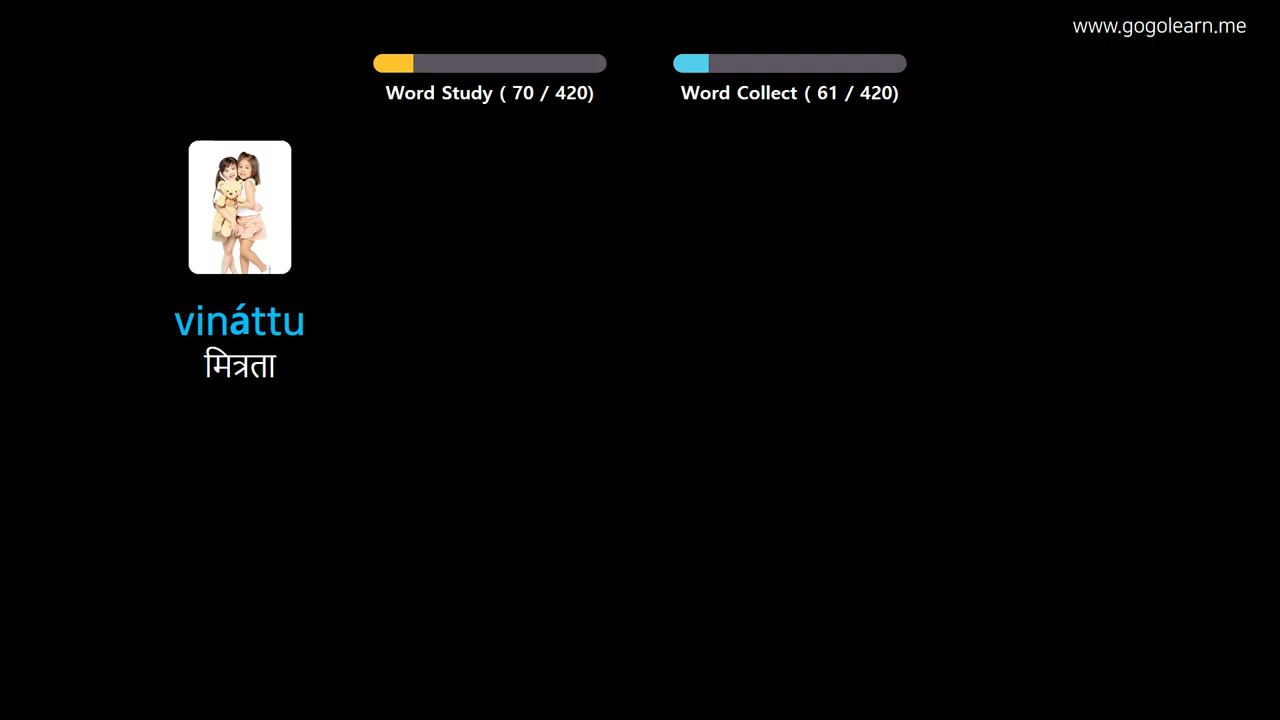 www.gogolearn.me
Word Study ( 70 / 420)
Word Collect ( 61 / 420)
vináttu
मित्रता